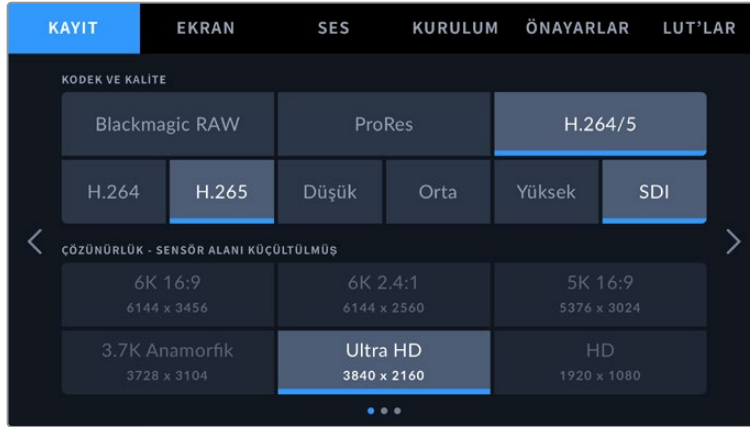 KAYIT EKRAN SES KURULUM ÖNAYARLAR LUT'LAR
KODEK VE KALİTE
Blackmagic RAW ProRes H.264/5
H.264 H.265 Düşük Orta Yüksek SDI
ÇÖZÜNÜRLÜK - SENSÖR ALANI KÜÇÜLTÜLMÜŞ
6K 16:9 6K 2.4:1 5K 16:9
6144 x 3456 6144 x 2560 5376 x 3024
3.7K Anamorfik Ultra HD HD
3728 x 3104 3840 x 2160 1920 x 1080